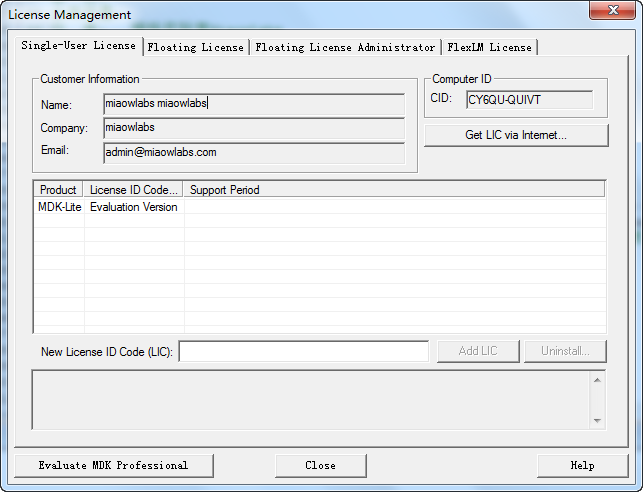 License Management
Single-User License
Floating License
Floating License Administrator
FlexLM License
Customer Information
Name: miaowlabs miaowlabs
Company: miaowlabs
Email: admin@miaowlabs.com
Computer ID
CID: CY6QU-QUIVT
Get LIC via Internet...
Product License ID Code... Support Period
MDK-Lite Evaluation Version
New License ID Code (LIC):
Add LIC
Uninstall...
Evaluate MDK Professional
Close
Help